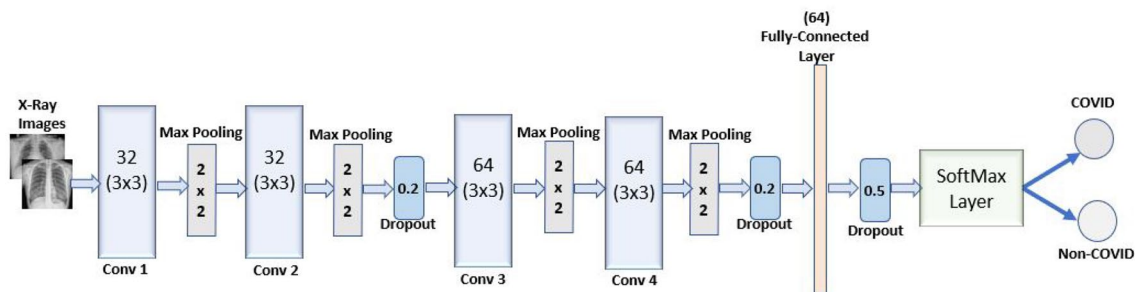 X-Ray
Images
32
(3x3)
Conv 1
Max Pooling
2
x
2
32
(3x3)
Conv 2
Max Pooling
2
x
2
0.2
Dropout
64
(3x3)
Conv 3
Max Pooling
2
x
2
64
(3x3)
Conv 4
Max Pooling
2
x
2
0.2
Dropout
(64)
Fully-Connected
Layer
0.5
Dropout
SoftMax
Layer
COVID
Non-COVID